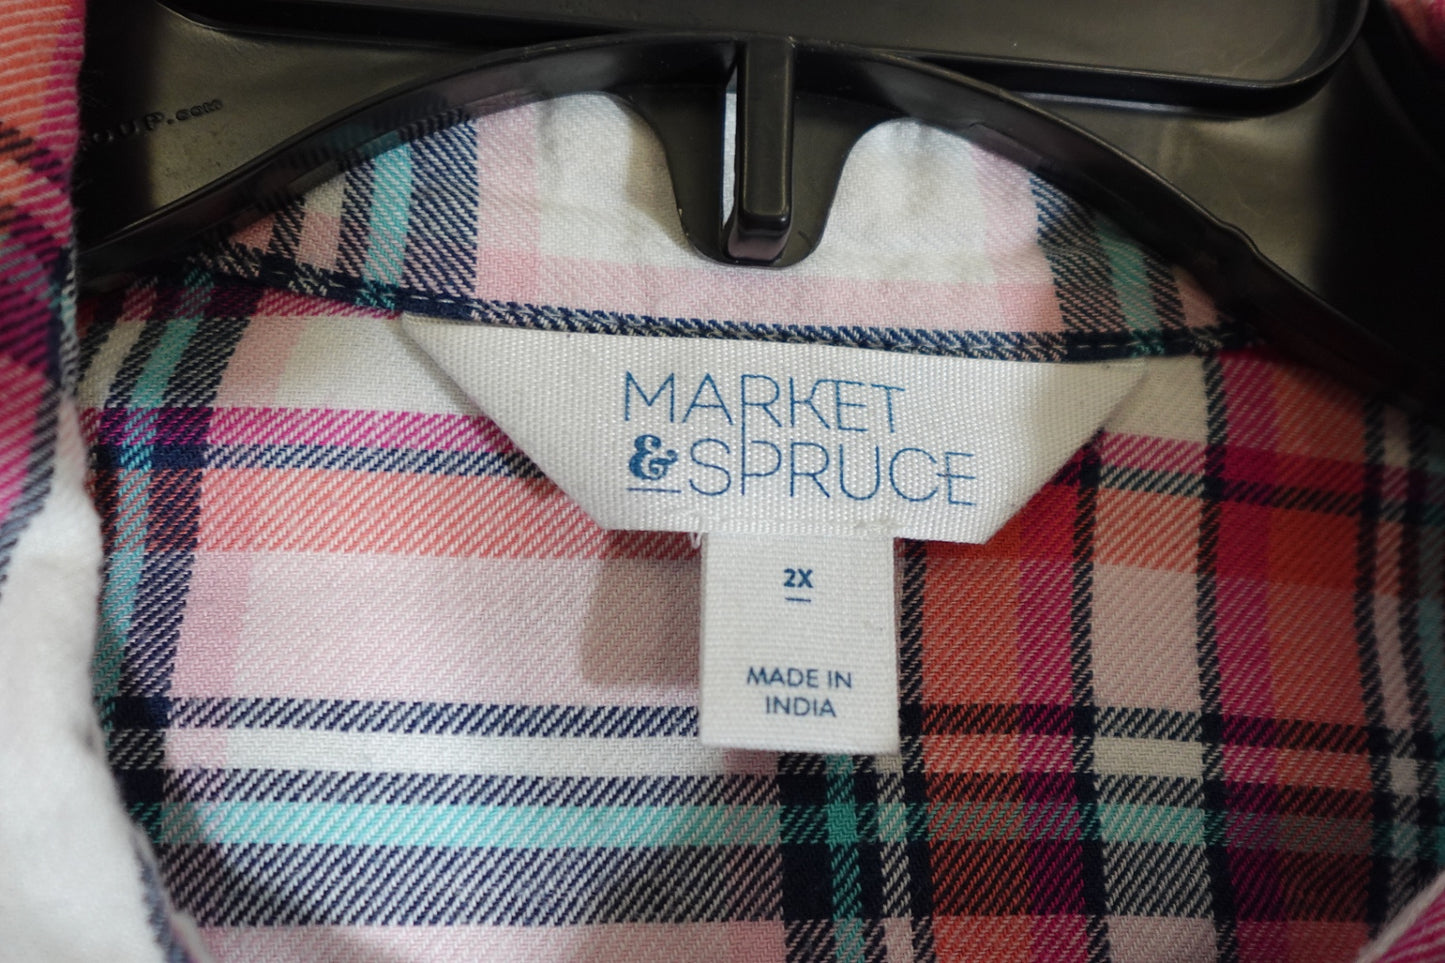 MARKET
& SPRUCE
2X
MADE IN
INDIA